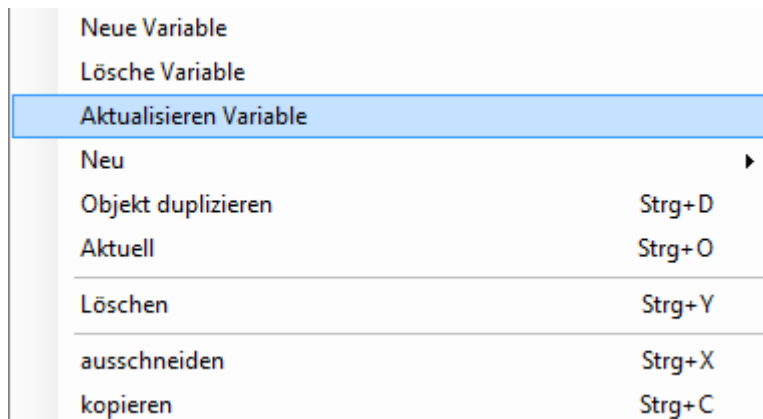 Neue Variable
Lösche Variable
Aktualisieren Variable
Neu
Objekt duplizieren Strg+D
Aktuell Strg+O
Löschen Strg+Y
ausschneiden Strg+X
kopieren Strg+C